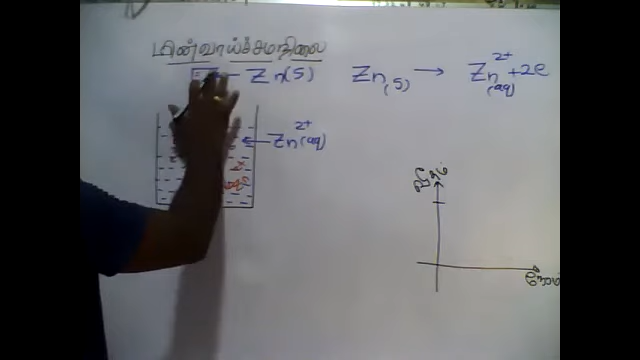 மின்வாய்ச்சமநிலை
Zn(S) Zn(S) → Zn²⁺(aq) + 2e
Zn²⁺(aq)